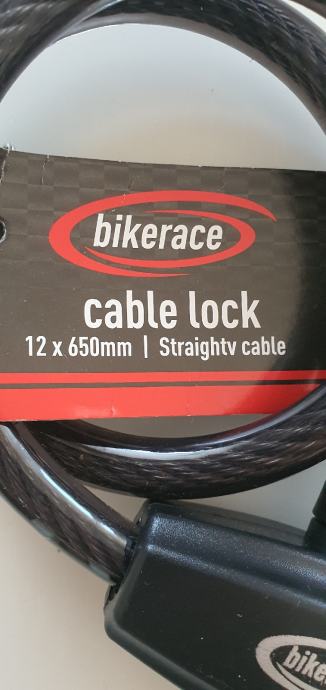 bikerace
cable lock
12 x 650mm | Straightv cable